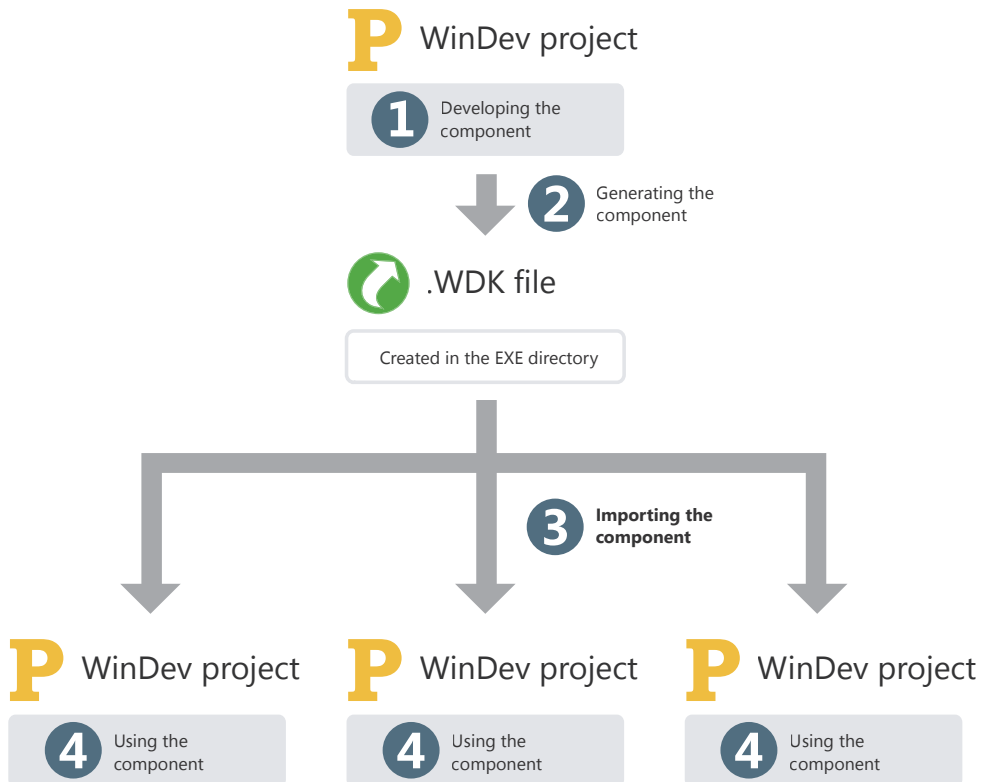 P WinDev project
1 Developing the
component
2 Generating the
component
.WDK file
Created in the EXE directory
3 Importing the
component
P WinDev project
4 Using the
component
P WinDev project
4 Using the
component
P WinDev project
4 Using the
component